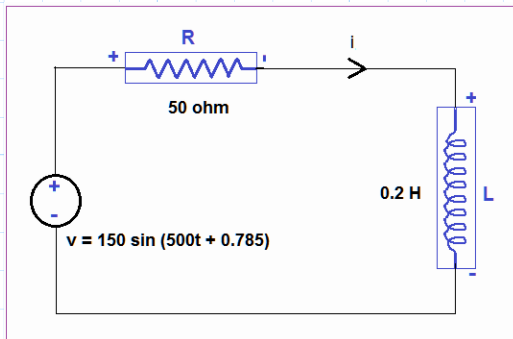 R
+
-
i
50 ohm
+
0.2 H
L
+
-
v = 150 sin (500t + 0.785)
-